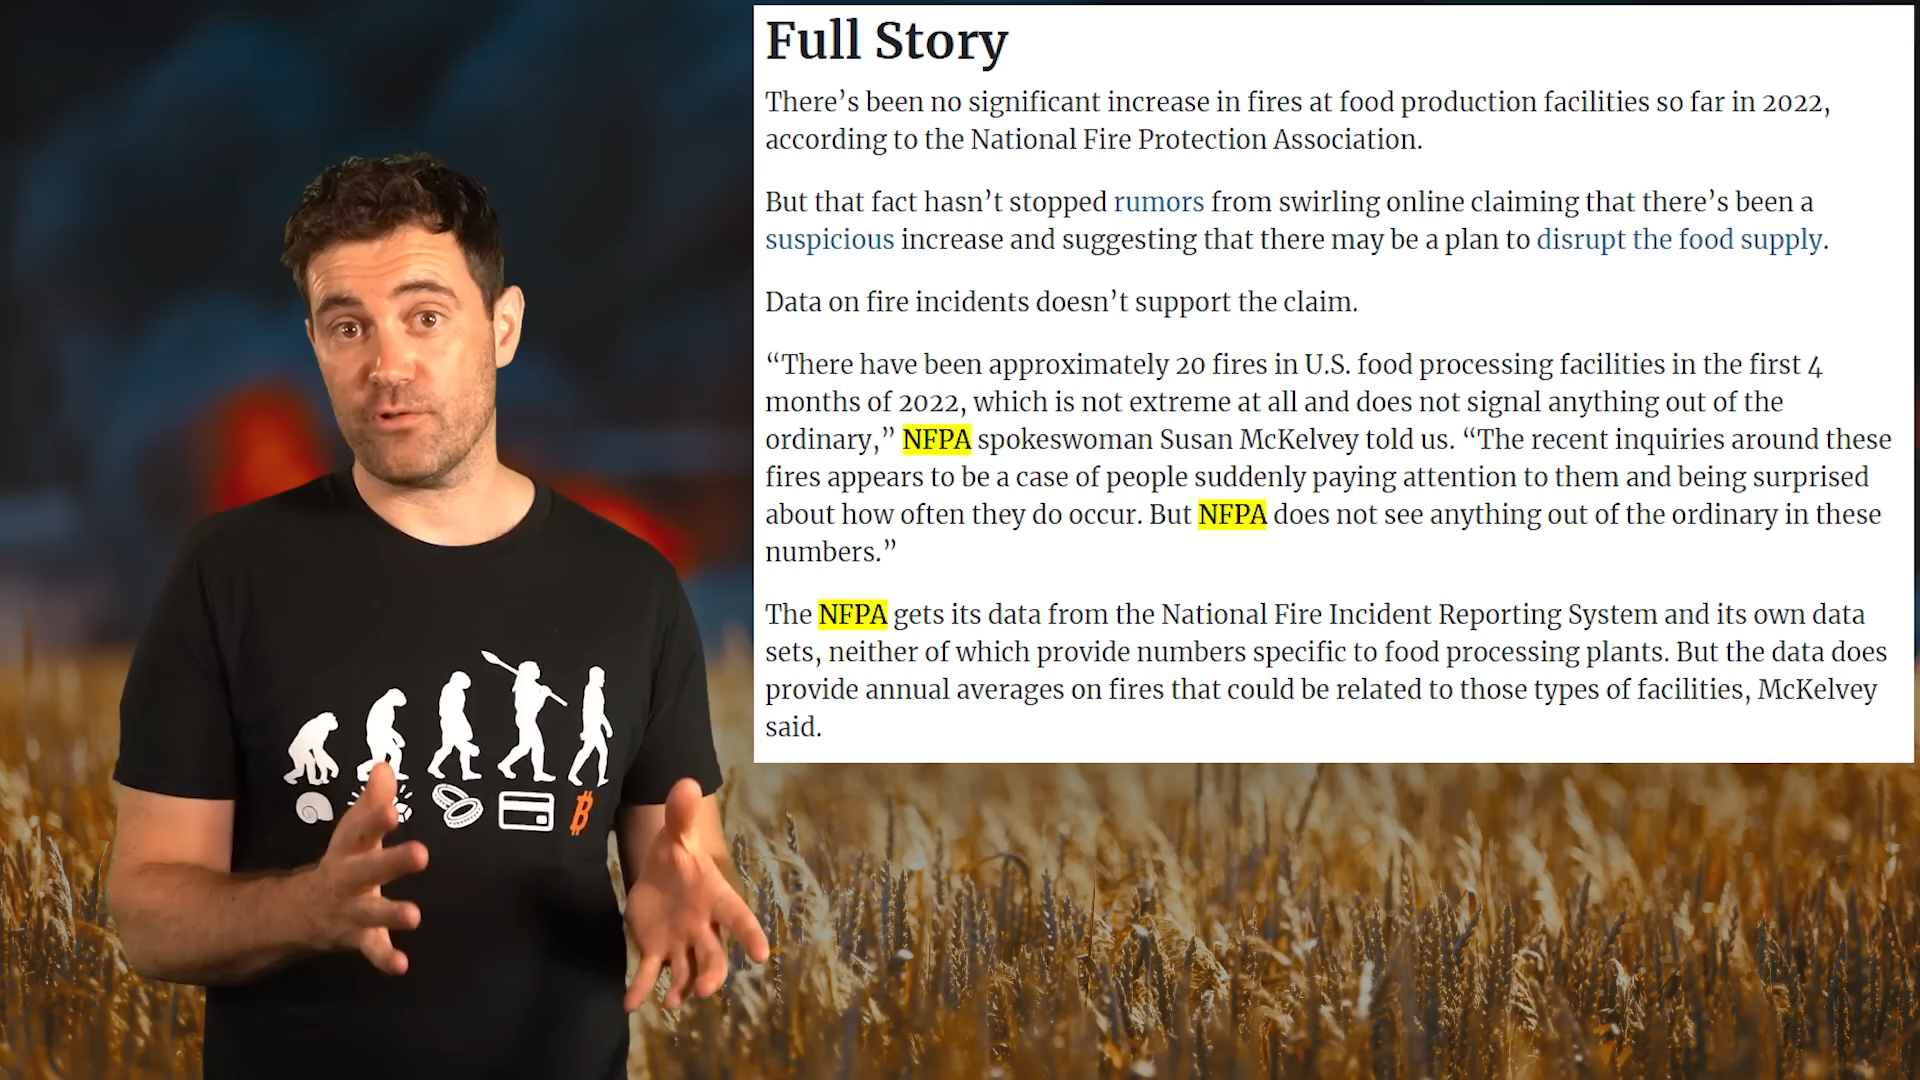 Full Story
There’s been no significant increase in fires at food production facilities so far in 2022,
according to the National Fire Protection Association.
But that fact hasn’t stopped rumors from swirling online claiming that there’s been a
suspicious increase and suggesting that there may be a plan to disrupt the food supply.
Data on fire incidents doesn’t support the claim.
“There have been approximately 20 fires in U.S. food processing facilities in the first 4
months of 2022, which is not extreme at all and does not signal anything out of the
ordinary,” NFPA spokeswoman Susan McKelvey told us. “The recent inquiries around these
fires appears to be a case of people suddenly paying attention to them and being surprised
about how often they do occur. But NFPA does not see anything out of the ordinary in these
numbers.”
The NFPA gets its data from the National Fire Incident Reporting System and its own data
sets, neither of which provide numbers specific to food processing plants. But the data does
provide annual averages on fires that could be related to those types of facilities, McKelvey
said.